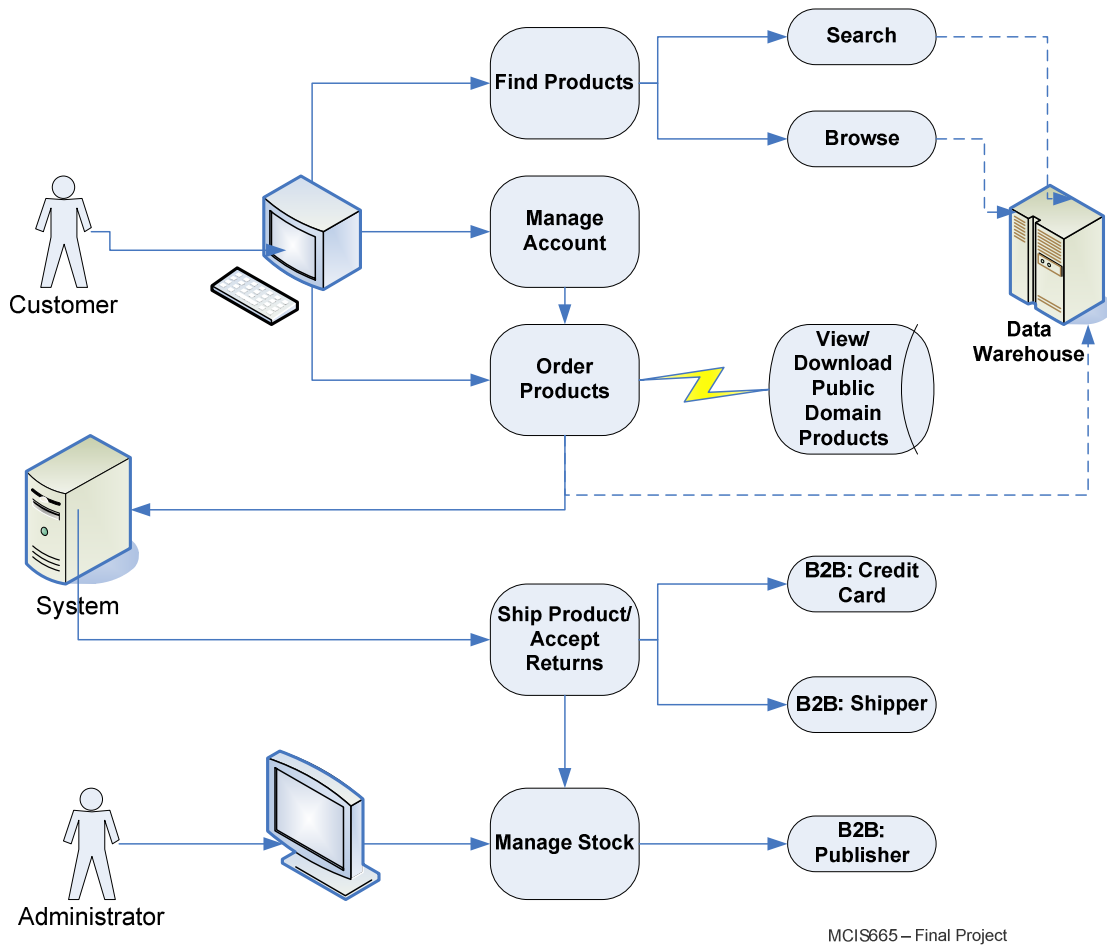 Search
Find Products
Browse
Manage
Account
Customer
Data
Warehouse
Order
Products
View/
Download
Public
Domain
Products
System
B2B: Credit
Card
Ship Product/
Accept
Returns
B2B: Shipper
Manage Stock
B2B:
Publisher
Administrator
MCIS665 – Final Project